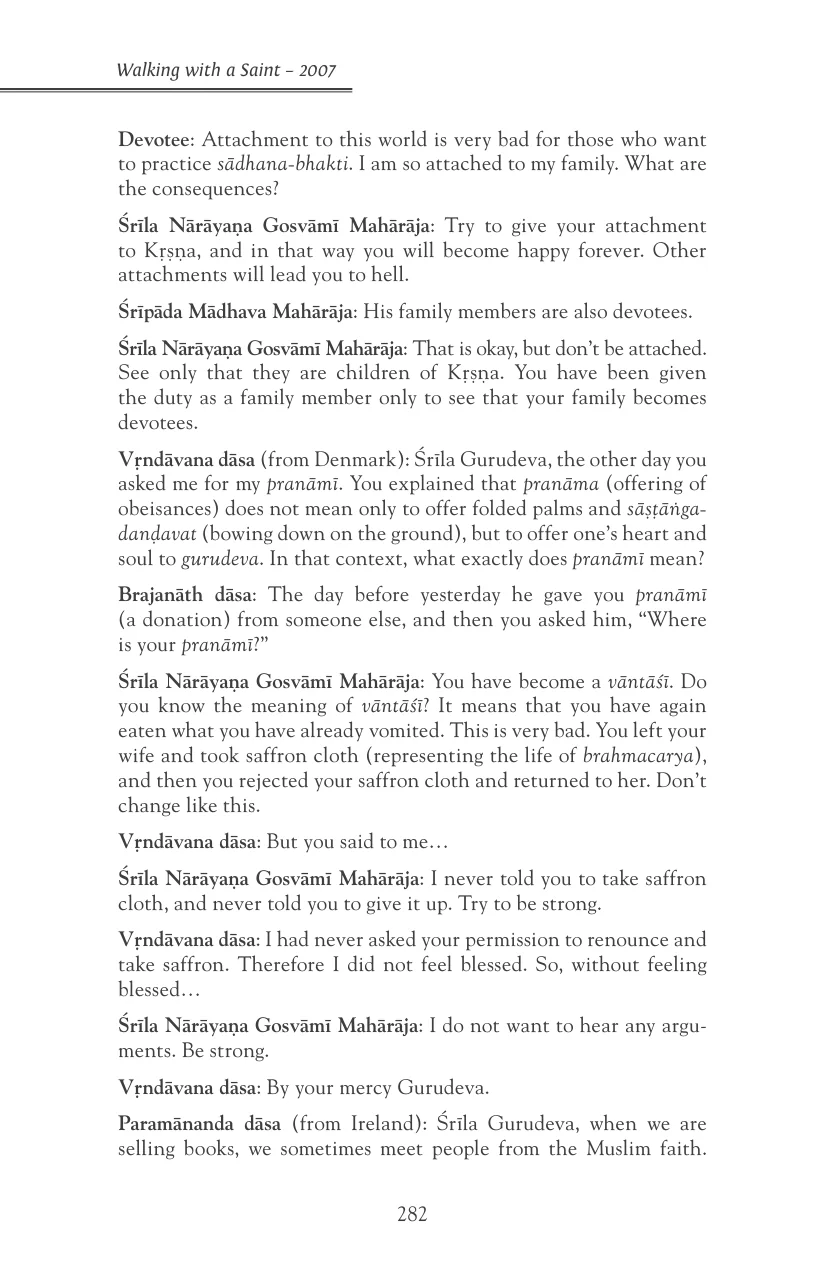 Walking with a Saint – 2007
Devotee: Attachment to this world is very bad for those who want
to practice sādhana-bhakti. I am so attached to my family. What are
the consequences?
Śrīla Nārāyaṇa Gosvāmī Mahārāja: Try to give your attachment
to Kṛṣṇa, and in that way you will become happy forever. Other
attachments will lead you to hell.
Śrīpāda Mādhava Mahārāja: His family members are also devotees.
Śrīla Nārāyaṇa Gosvāmī Mahārāja: That is okay, but don’t be attached.
See only that they are children of Kṛṣṇa. You have been given
the duty as a family member only to see that your family becomes
devotees.
Vṛndāvana dāsa (from Denmark): Śrīla Gurudeva, the other day you
asked me for my pranāmī. You explained that pranāma (offering of
obeisances) does not mean only to offer folded palms and sāṣṭāṅga-
danḍavat (bowing down on the ground), but to offer one’s heart and
soul to gurudeva. In that context, what exactly does pranāmī mean?
Brajanāth dāsa: The day before yesterday he gave you pranāmī
(a donation) from someone else, and then you asked him, “Where
is your pranāmī?”
Śrīla Nārāyaṇa Gosvāmī Mahārāja: You have become a vāntāśī. Do
you know the meaning of vāntāśī? It means that you have again
eaten what you have already vomited. This is very bad. You left your
wife and took saffron cloth (representing the life of brahmacarya),
and then you rejected your saffron cloth and returned to her. Don’t
change like this.
Vṛndāvana dāsa: But you said to me…
Śrīla Nārāyaṇa Gosvāmī Mahārāja: I never told you to take saffron
cloth, and never told you to give it up. Try to be strong.
Vṛndāvana dāsa: I had never asked your permission to renounce and
take saffron. Therefore I did not feel blessed. So, without feeling
blessed…
Śrīla Nārāyaṇa Gosvāmī Mahārāja: I do not want to hear any argu-
ments. Be strong.
Vṛndāvana dāsa: By your mercy Gurudeva.
Paramānanda dāsa (from Ireland): Śrīla Gurudeva, when we are
selling books, we sometimes meet people from the Muslim faith.
282